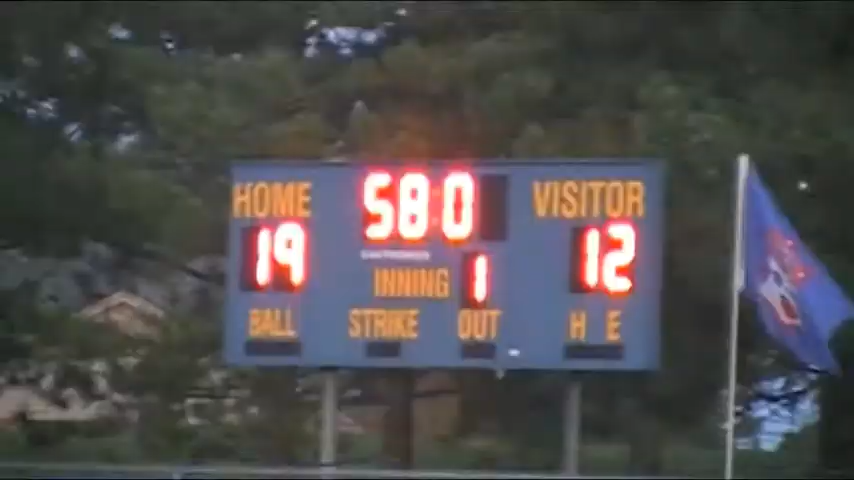 HOME 58:0 VISITOR
19 12
INNING 1
BALL STRIKE OUT H E